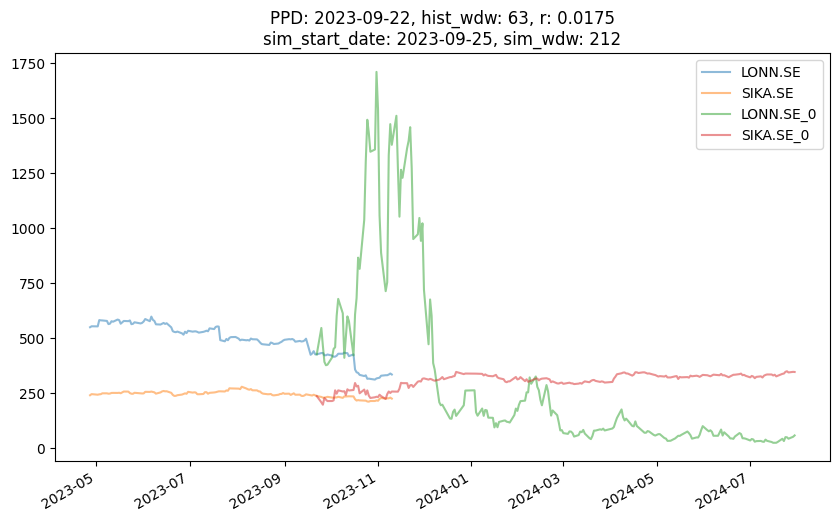 PPD: 2023-09-22, hist_wdw: 63, r: 0.0175
sim_start_date: 2023-09-25, sim_wdw: 212
LONN.SE
SIKA.SE
LONN.SE_0
SIKA.SE_0
1750
1500
1250
1000
750
500
250
0
2023-05
2023-07
2023-09
2023-11
2024-01
2024-03
2024-05
2024-07